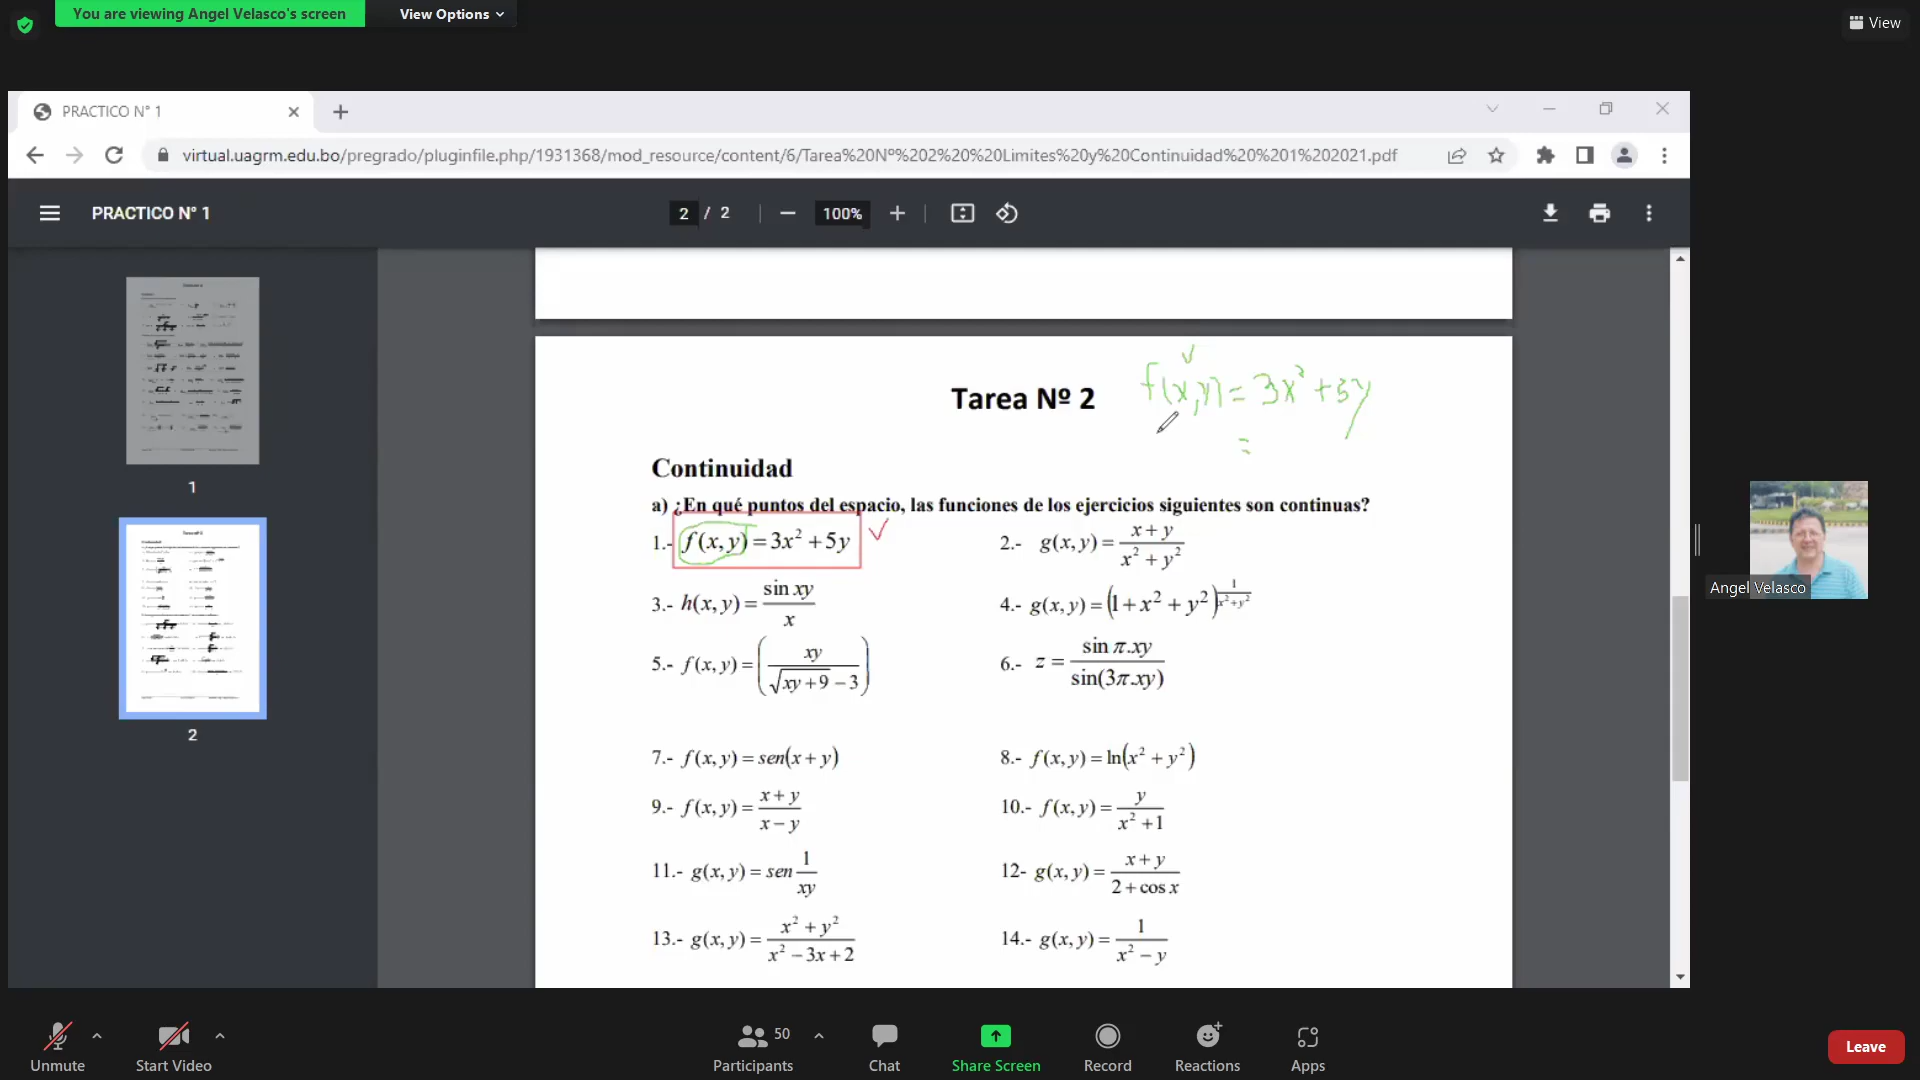 You are viewing Angel Velasco's screen
View Options
View
PRACTICO N° 1
virtual.uagrm.edu.bo/pregrado/pluginfile.php/1931368/mod_resource/content/6/Tarea%20Nº%202%20%20Limites%20y%20Continuidad%20%201%202021.pdf
PRACTICO N° 1
2 / 2
100%
1
2
Tarea Nº 2
f(x,y) = 3x² + 5y
=
Continuidad
a) ¿En qué puntos del espacio, las funciones de los ejercicios siguientes son continuas?
1.- f(x, y) = 3x² + 5y
2.- g(x, y) = (x + y)/(x² + y²)
3.- h(x, y) = sin xy/x
4.- g(x, y) = (1 + x² + y²)^(1/(x²+y²))
5.- f(x, y) = (xy/(√(xy + 9) − 3))
6.- z = sin π.xy/sin(3π.xy)
7.- f(x, y) = sen(x + y)
8.- f(x, y) = ln(x² + y²)
9.- f(x, y) = (x + y)/(x − y)
10.- f(x, y) = y/(x² + 1)
11.- g(x, y) = sen 1/xy
12- g(x, y) = (x + y)/(2 + cos x)
13.- g(x, y) = (x² + y²)/(x² − 3x + 2)
14.- g(x, y) = 1/(x² − y)
Angel Velasco
Unmute
Start Video
50
Participants
Chat
Share Screen
Record
Reactions
Apps
Leave